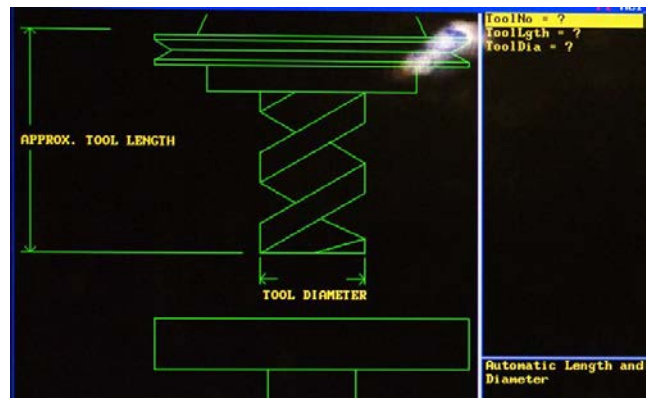 ToolNo = ?
ToolLgth = ?
ToolDia = ?
APPROX. TOOL LENGTH
TOOL DIAMETER
Automatic Length and
Diameter